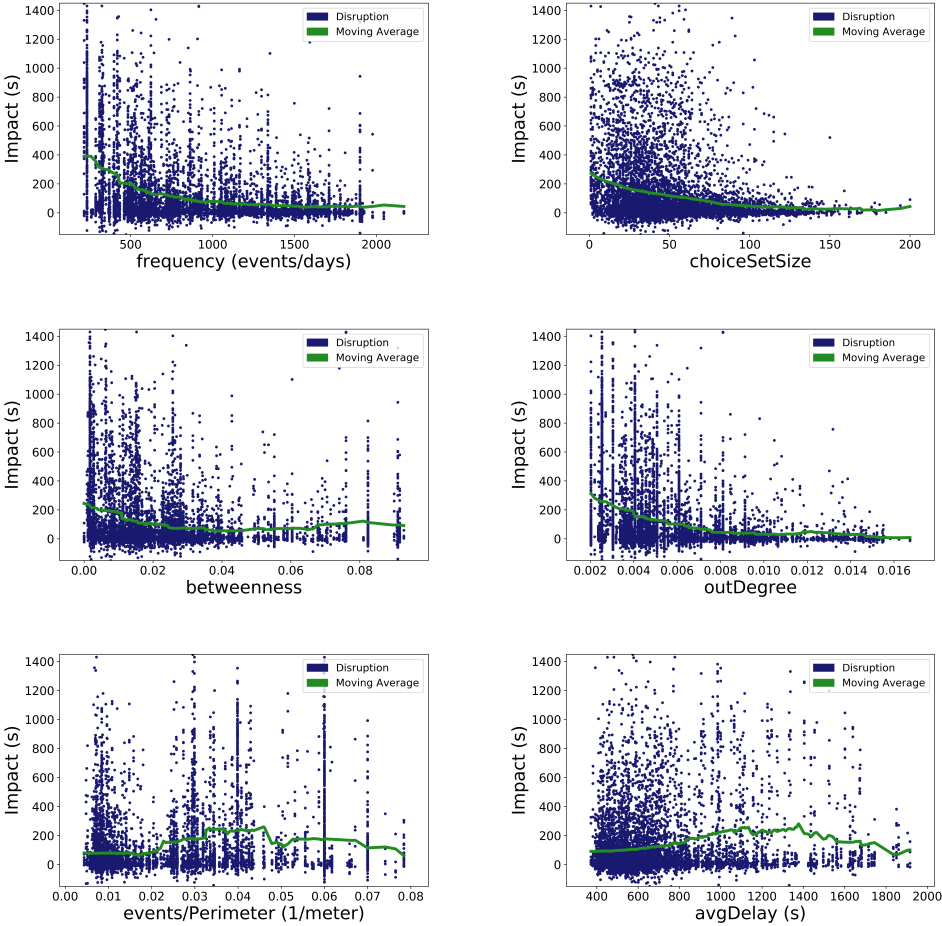 1400
1200
1000
800
600
400
200
0
Impact (s)
Disruption
Moving Average
500 1000 1500 2000
frequency (events/days)
1400
1200
1000
800
600
400
200
0
Impact (s)
Disruption
Moving Average
0 50 100 150 200
choiceSetSize
1400
1200
1000
800
600
400
200
0
Impact (s)
Disruption
Moving Average
0.00 0.02 0.04 0.06 0.08
betweenness
1400
1200
1000
800
600
400
200
0
Impact (s)
Disruption
Moving Average
0.002 0.004 0.006 0.008 0.010 0.012 0.014 0.016
outDegree
1400
1200
1000
800
600
400
200
0
Impact (s)
Disruption
Moving Average
0.00 0.01 0.02 0.03 0.04 0.05 0.06 0.07 0.08
events/Perimeter (1/meter)
1400
1200
1000
800
600
400
200
0
Impact (s)
Disruption
Moving Average
400 600 800 1000 1200 1400 1600 1800 2000
avgDelay (s)